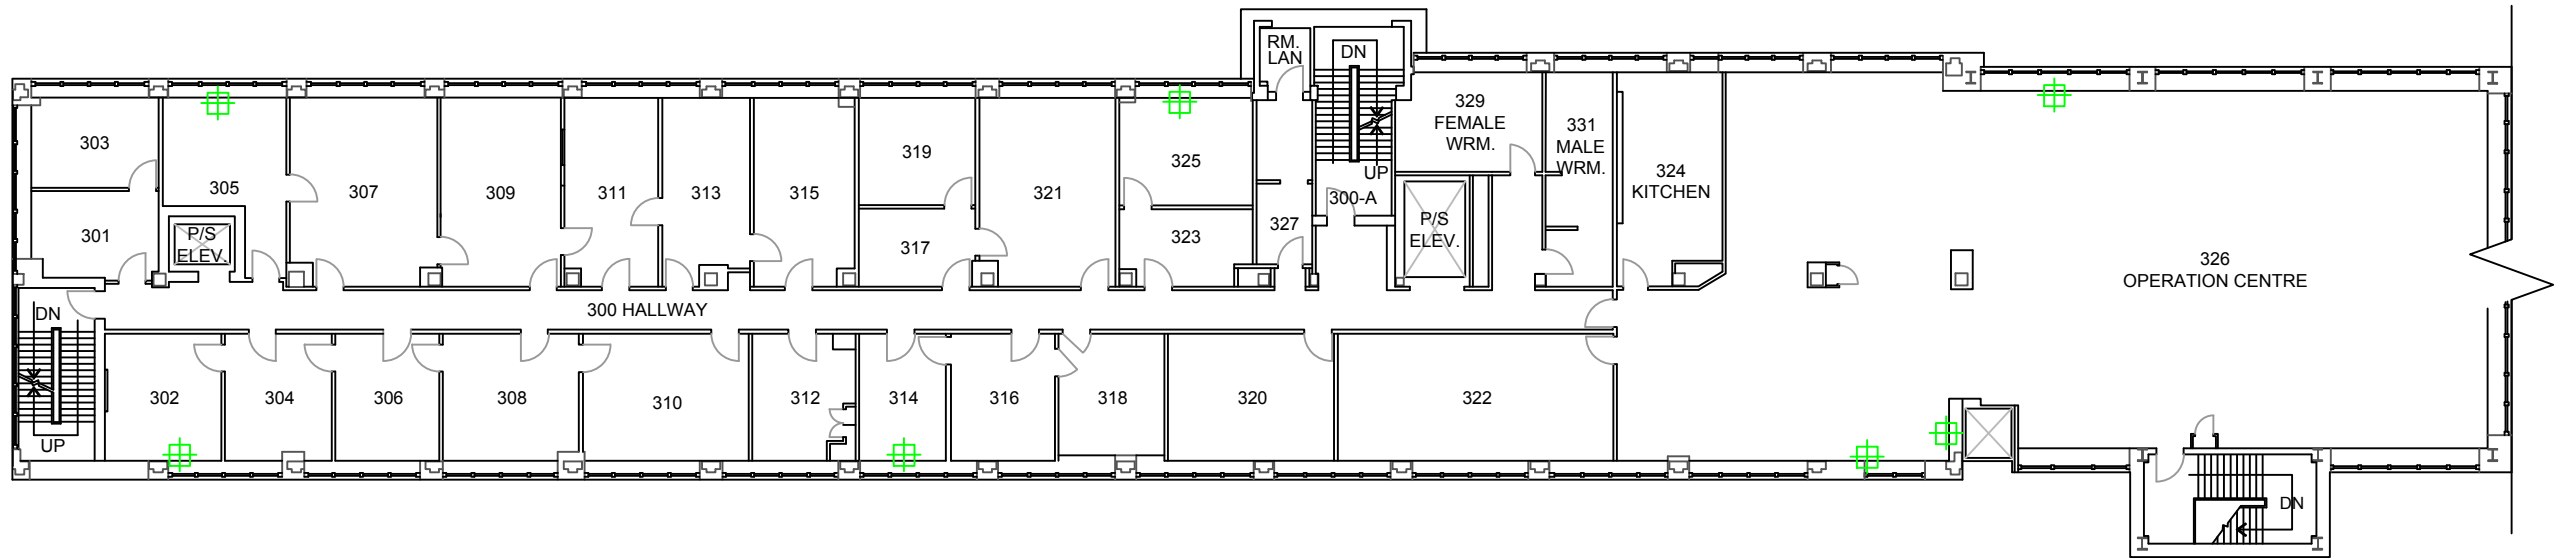 RM.
LAN
DN
303
305
307
309
311
313
315
319
321
325
329
FEMALE
WRM.
331
MALE
WRM.
324
KITCHEN
UP
300-A
301
P/S
ELEV.
317
323
327
P/S
ELEV.
326
OPERATION CENTRE
300 HALLWAY
DN
UP
302
304
306
308
310
312
314
316
318
320
322
DN